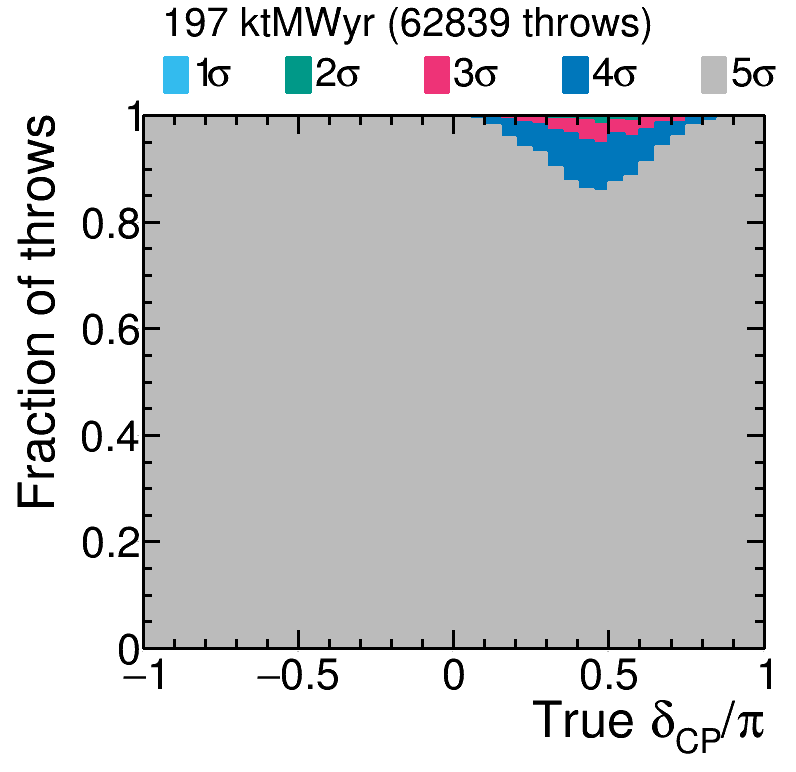 197 ktMWyr (62839 throws)
1σ 2σ 3σ 4σ 5σ
Fraction of throws
1
0.8
0.6
0.4
0.2
0
−1 −0.5 0 0.5 1
True δCP/π